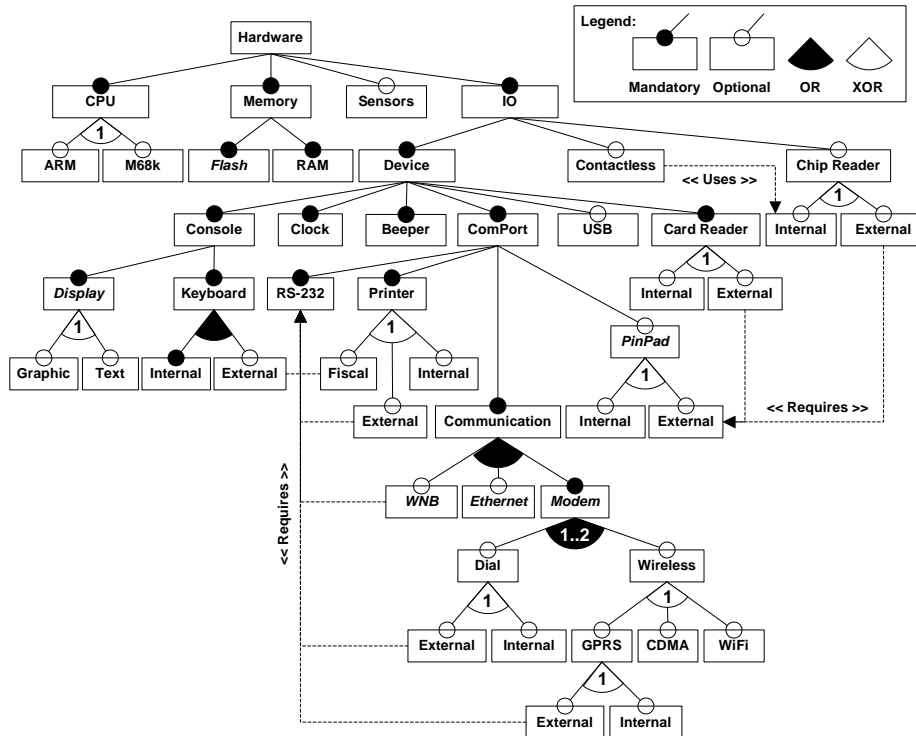 Legend:
Mandatory Optional OR XOR
Hardware
CPU Memory Sensors IO
1
ARM M68k Flash RAM Device Contactless Chip Reader
<< Uses >>
1
Internal External
Console Clock Beeper ComPort USB Card Reader
1
Internal External
Display Keyboard RS-232 Printer
1
1
Graphic Text Internal External Fiscal Internal
PinPad
1
External Communication Internal External
<< Requires >>
<< Requires >>
WNB Ethernet Modem
1..2
Dial Wireless
1
1
External Internal GPRS CDMA WiFi
1
External Internal